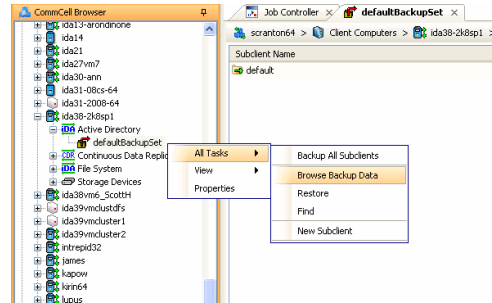 CommCell Browser
ida13-arondinone
ida14
ida21
ida27vm7
ida30-ann
ida31-08cs-64
ida31-2008-64
ida38-2k8sp1
iDA Active Directory
defaultBackupSet
CDR Continuous Data Replic
iDA File System
Storage Devices
ida38vm6_ScottH
ida39vmclustdfs
ida39vmcluster1
ida39vmcluster2
intrepid32
james
kapow
kirin64
lupus
Job Controller
defaultBackupSet
scranton64 > Client Computers > ida38-2k8sp1 >
Subclient Name
default
All Tasks
View
Properties
Backup All Subclients
Browse Backup Data
Restore
Find
New Subclient